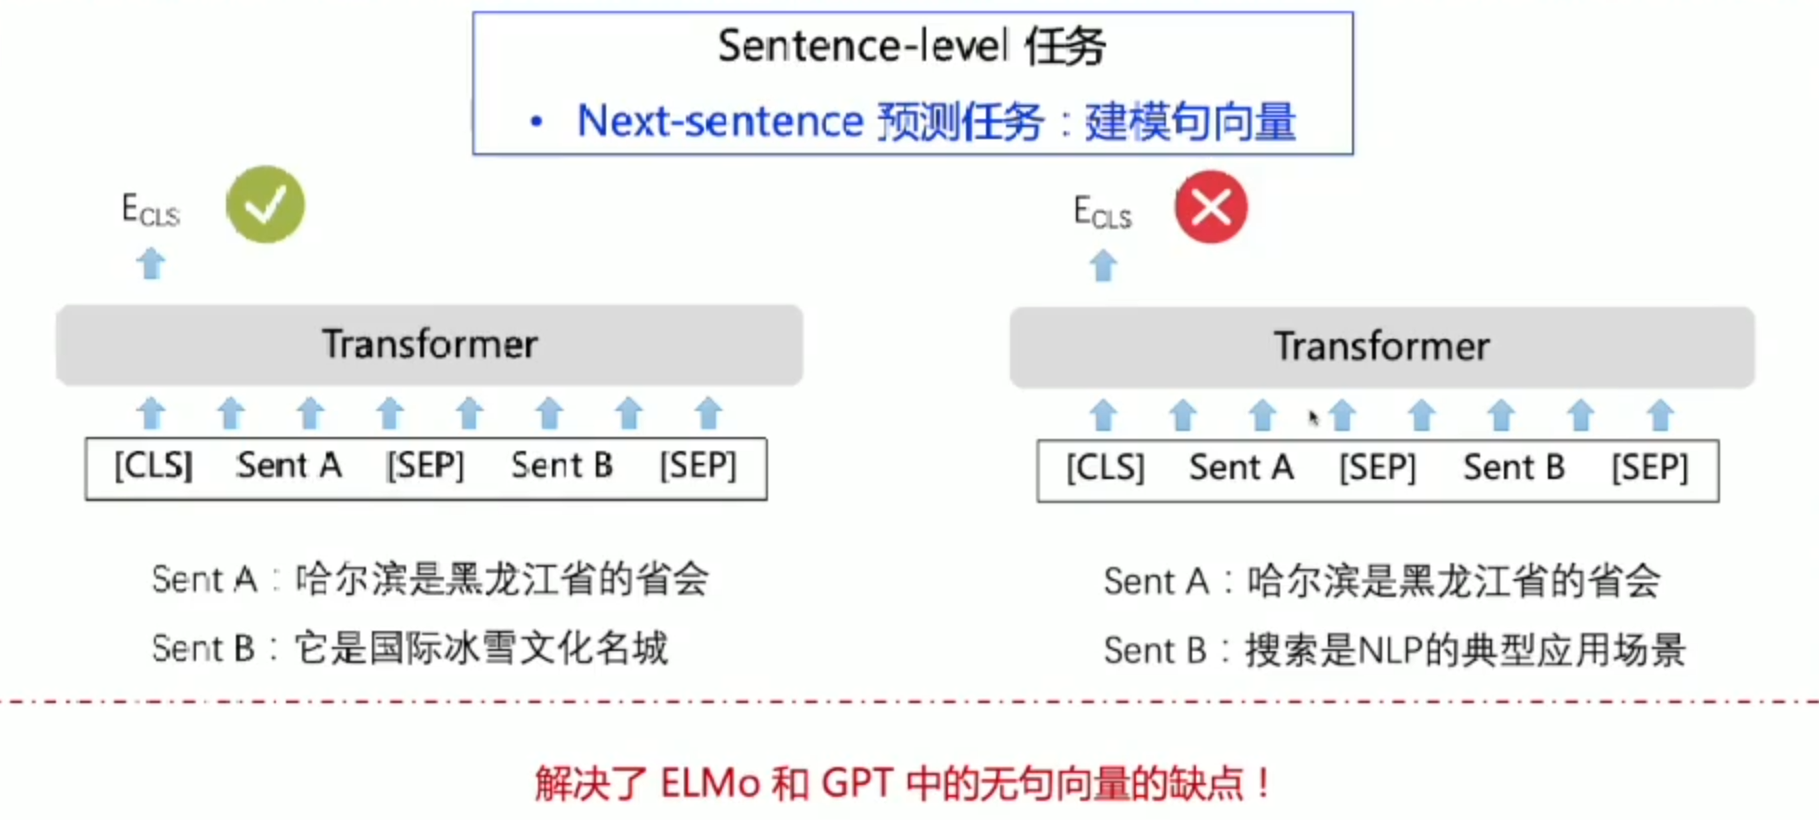 Sentence-level 任务
• Next-sentence 预测任务：建模句向量
E_CLS
Transformer
[CLS] Sent A [SEP] Sent B [SEP]
Sent A：哈尔滨是黑龙江省的省会
Sent B：它是国际冰雪文化名城
E_CLS
Transformer
[CLS] Sent A [SEP] Sent B [SEP]
Sent A：哈尔滨是黑龙江省的省会
Sent B：搜索是NLP的典型应用场景
解决了 ELMo 和 GPT 中的无句向量的缺点！